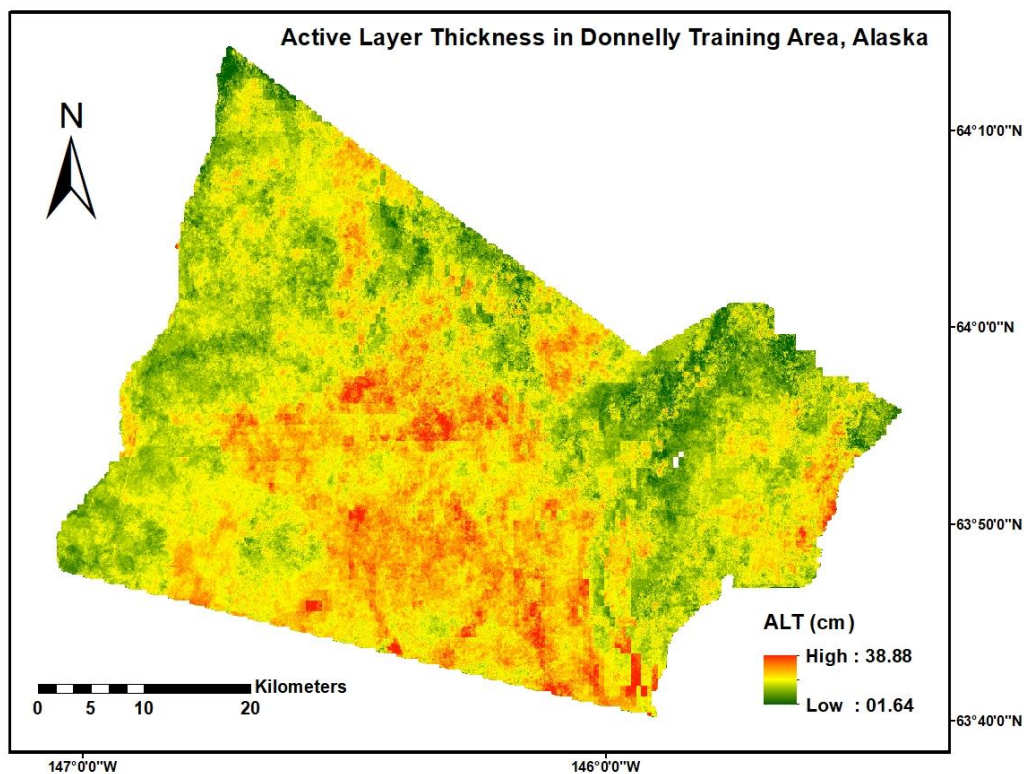 Active Layer Thickness in Donnelly Training Area, Alaska
N
64°10'0"N
64°0'0"N
63°50'0"N
ALT (cm)
High : 38.88
Low : 01.64
Kilometers
0 5 10 20
63°40'0"N
147°0'0"W 146°0'0"W